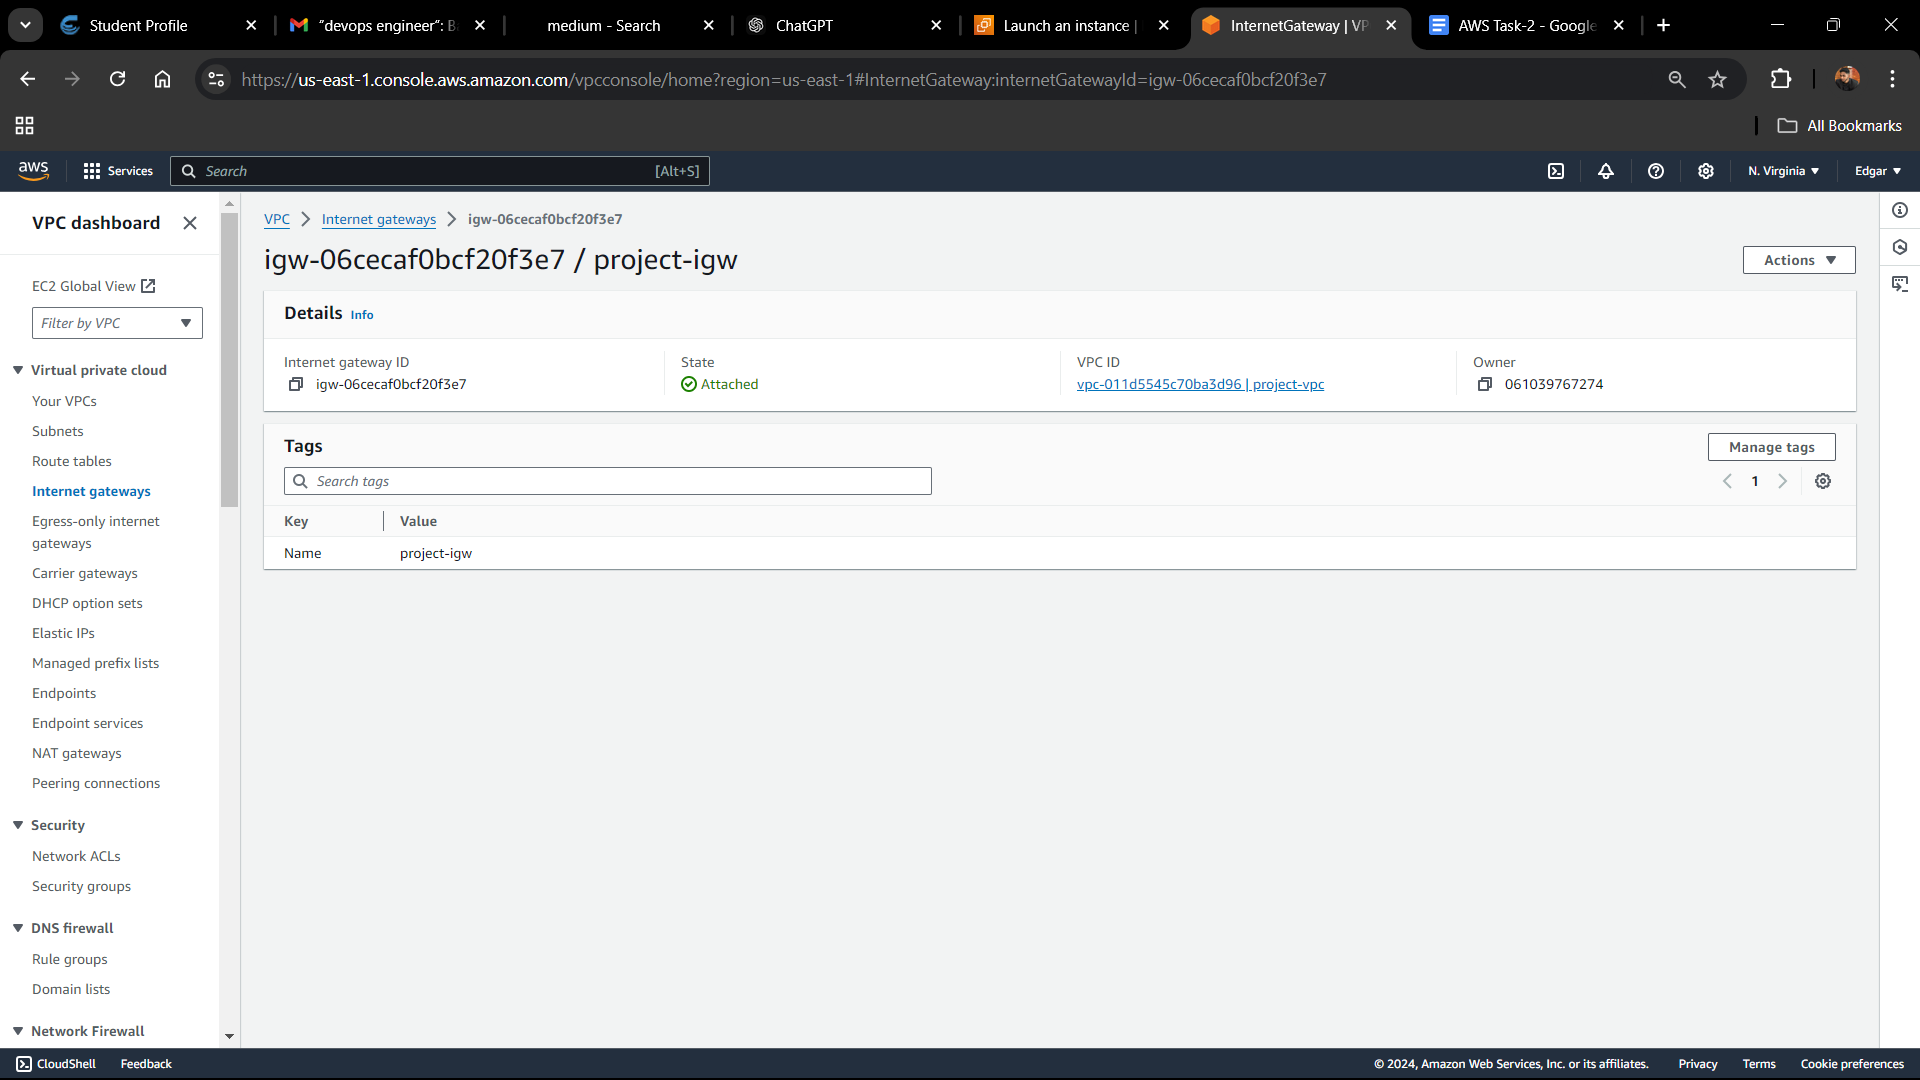 Student Profile
"devops engineer": B
medium - Search
ChatGPT
Launch an instance |
InternetGateway | VP
AWS Task-2 - Google
https://us-east-1.console.aws.amazon.com/vpcconsole/home?region=us-east-1#InternetGateway:internetGatewayId=igw-06cecaf0bcf20f3e7
All Bookmarks
aws
Services
Search
[Alt+S]
N. Virginia
Edgar
VPC dashboard
EC2 Global View
Filter by VPC
Virtual private cloud
Your VPCs
Subnets
Route tables
Internet gateways
Egress-only internet
gateways
Carrier gateways
DHCP option sets
Elastic IPs
Managed prefix lists
Endpoints
Endpoint services
NAT gateways
Peering connections
Security
Network ACLs
Security groups
DNS firewall
Rule groups
Domain lists
Network Firewall
VPC
Internet gateways
igw-06cecaf0bcf20f3e7
igw-06cecaf0bcf20f3e7 / project-igw
Actions
Details Info
Internet gateway ID
igw-06cecaf0bcf20f3e7
State
Attached
VPC ID
vpc-011d5545c70ba3d96 | project-vpc
Owner
061039767274
Tags
Manage tags
Search tags
1
Key
Value
Name
project-igw
CloudShell
Feedback
© 2024, Amazon Web Services, Inc. or its affiliates.
Privacy
Terms
Cookie preferences